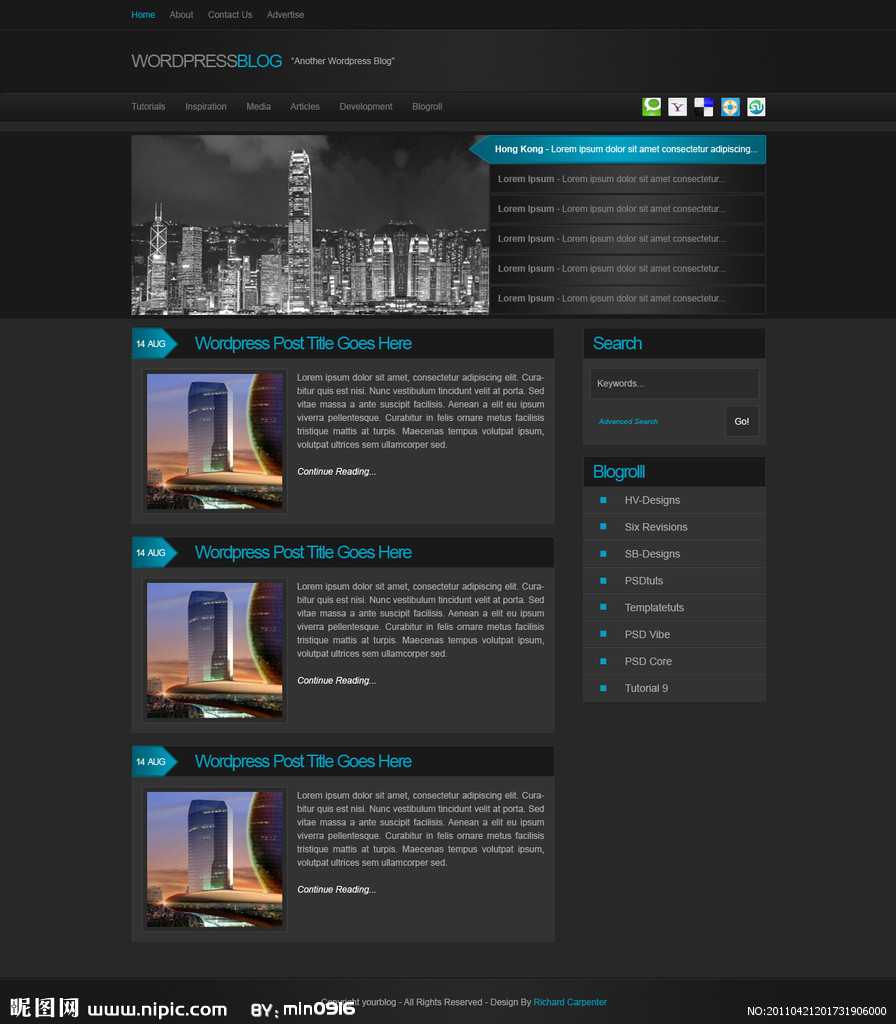 Home About Contact Us Advertise
WORDPRESSBLOG "Another Wordpress Blog"
Tutorials Inspiration Media Articles Development Blogroll
Hong Kong - Lorem ipsum dolor sit amet consectetur adipiscing...
Lorem Ipsum - Lorem ipsum dolor sit amet consectetur...
Lorem Ipsum - Lorem ipsum dolor sit amet consectetur...
Lorem Ipsum - Lorem ipsum dolor sit amet consectetur...
Lorem Ipsum - Lorem ipsum dolor sit amet consectetur...
Lorem Ipsum - Lorem ipsum dolor sit amet consectetur...
14 AUG Wordpress Post Title Goes Here
Lorem ipsum dolor sit amet, consectetur adipiscing elit. Cura-
bitur quis est nisi. Nunc vestibulum tincidunt velit at porta. Sed
vitae massa a ante suscipit facilisis. Aenean a elit eu ipsum
viverra pellentesque. Curabitur in felis ornare metus facilisis
tristique mattis at turpis. Maecenas tempus volutpat ipsum,
volutpat ultrices sem ullamcorper sed.
Continue Reading...
14 AUG Wordpress Post Title Goes Here
Lorem ipsum dolor sit amet, consectetur adipiscing elit. Cura-
bitur quis est nisi. Nunc vestibulum tincidunt velit at porta. Sed
vitae massa a ante suscipit facilisis. Aenean a elit eu ipsum
viverra pellentesque. Curabitur in felis ornare metus facilisis
tristique mattis at turpis. Maecenas tempus volutpat ipsum,
volutpat ultrices sem ullamcorper sed.
Continue Reading...
14 AUG Wordpress Post Title Goes Here
Lorem ipsum dolor sit amet, consectetur adipiscing elit. Cura-
bitur quis est nisi. Nunc vestibulum tincidunt velit at porta. Sed
vitae massa a ante suscipit facilisis. Aenean a elit eu ipsum
viverra pellentesque. Curabitur in felis ornare metus facilisis
tristique mattis at turpis. Maecenas tempus volutpat ipsum,
volutpat ultrices sem ullamcorper sed.
Continue Reading...
Search
Keywords...
Advanced Search Go!
Blogrolll
HV-Designs
Six Revisions
SB-Designs
PSDtuts
Templatetuts
PSD Vibe
PSD Core
Tutorial 9
Copyright yourblog - All Rights Reserved - Design By Richard Carpenter
昵图网 www.nipic.com BY:min0916 NO:20110421201731906000